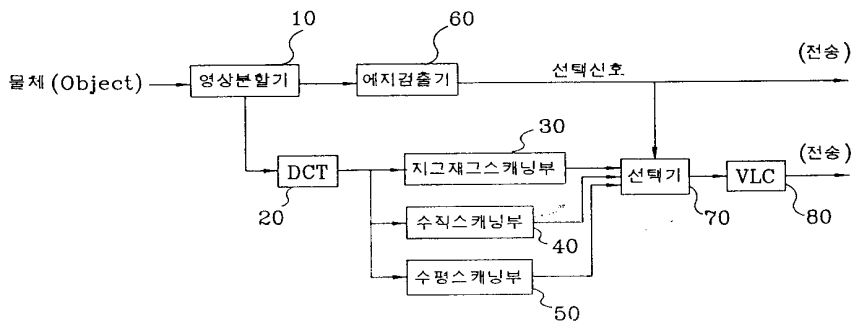 10
60
물체 (Object)
영상분할기
에지검출기
선택신호
(전송)
30
DCT
20
지그재그스캐닝부
선택기
70
VLC
80
(전송)
수직스캐닝부
40
수평스캐닝부
50